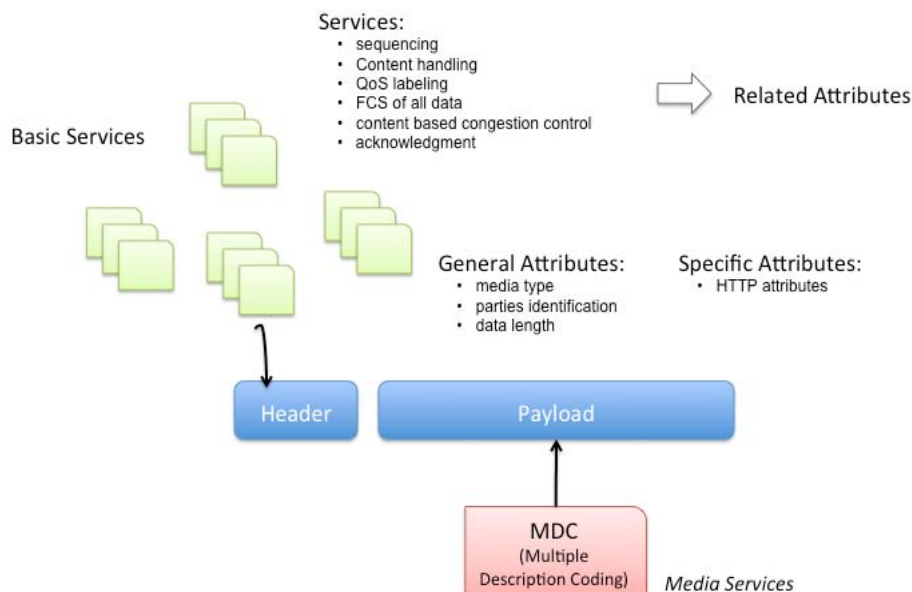 Services:
• sequencing
• Content handling
• QoS labeling
• FCS of all data
• content based congestion control
• acknowledgment
Related Attributes
Basic Services
General Attributes:
• media type
• parties identification
• data length
Specific Attributes:
• HTTP attributes
Header
Payload
MDC
(Multiple
Description Coding)
Media Services